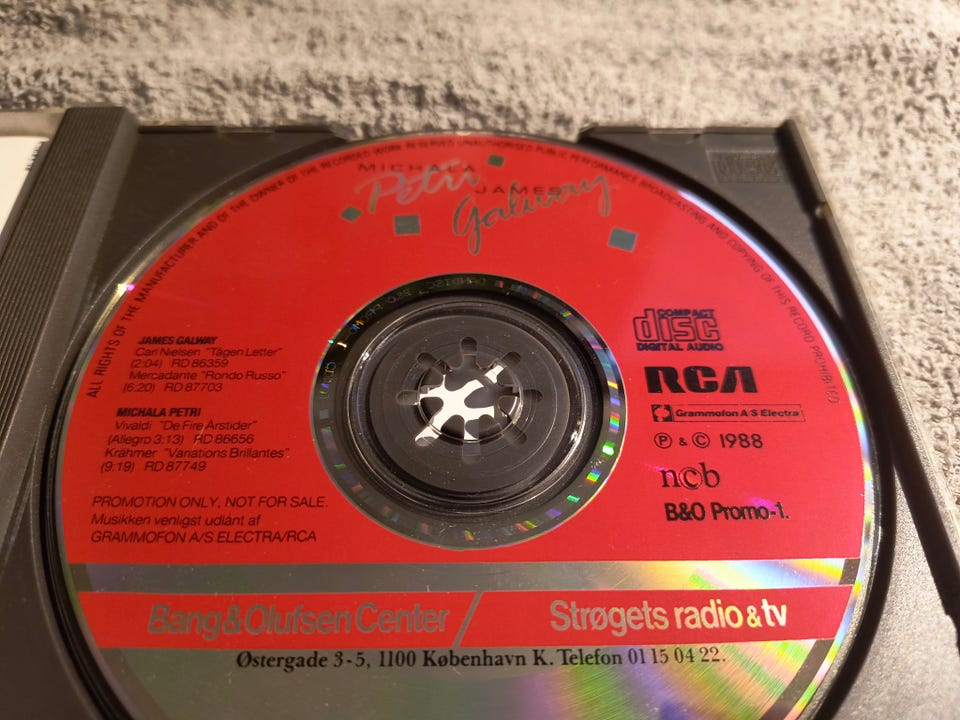 ALL RIGHTS OF THE MANUFACTURER AND OF THE OWNER OF THE RECORDED WORK RESERVED UNAUTHORISED PUBLIC PERFORMANCE BROADCASTING AND COPYING OF THIS RECORD PROHIBITED
MICHALA
Petri
JAMES
Galway
JAMES GALWAY
Carl Nielsen "Tågen Letter"
(2:04) RD 86359
Mercadante "Rondo Russo"
(6:20) RD 87703
MICHALA PETRI
Vivaldi "De Fire Årstider"
(Allegro 3:13) RD 86656
Krähmer "Variations Brillantes"
(9:19) RD 87749
PROMOTION ONLY, NOT FOR SALE.
Musikken venligst udlånt af
GRAMMOFON A/S ELECTRA/RCA
COMPACT
disc
DIGITAL AUDIO
RCA
Grammofon A/S Electra
Ⓟ & © 1988
ncb
B&O Promo-1.
Bang&Olufsen Center / Strøgets radio&tv
Østergade 3-5, 1100 København K. Telefon 01 15 04 22.